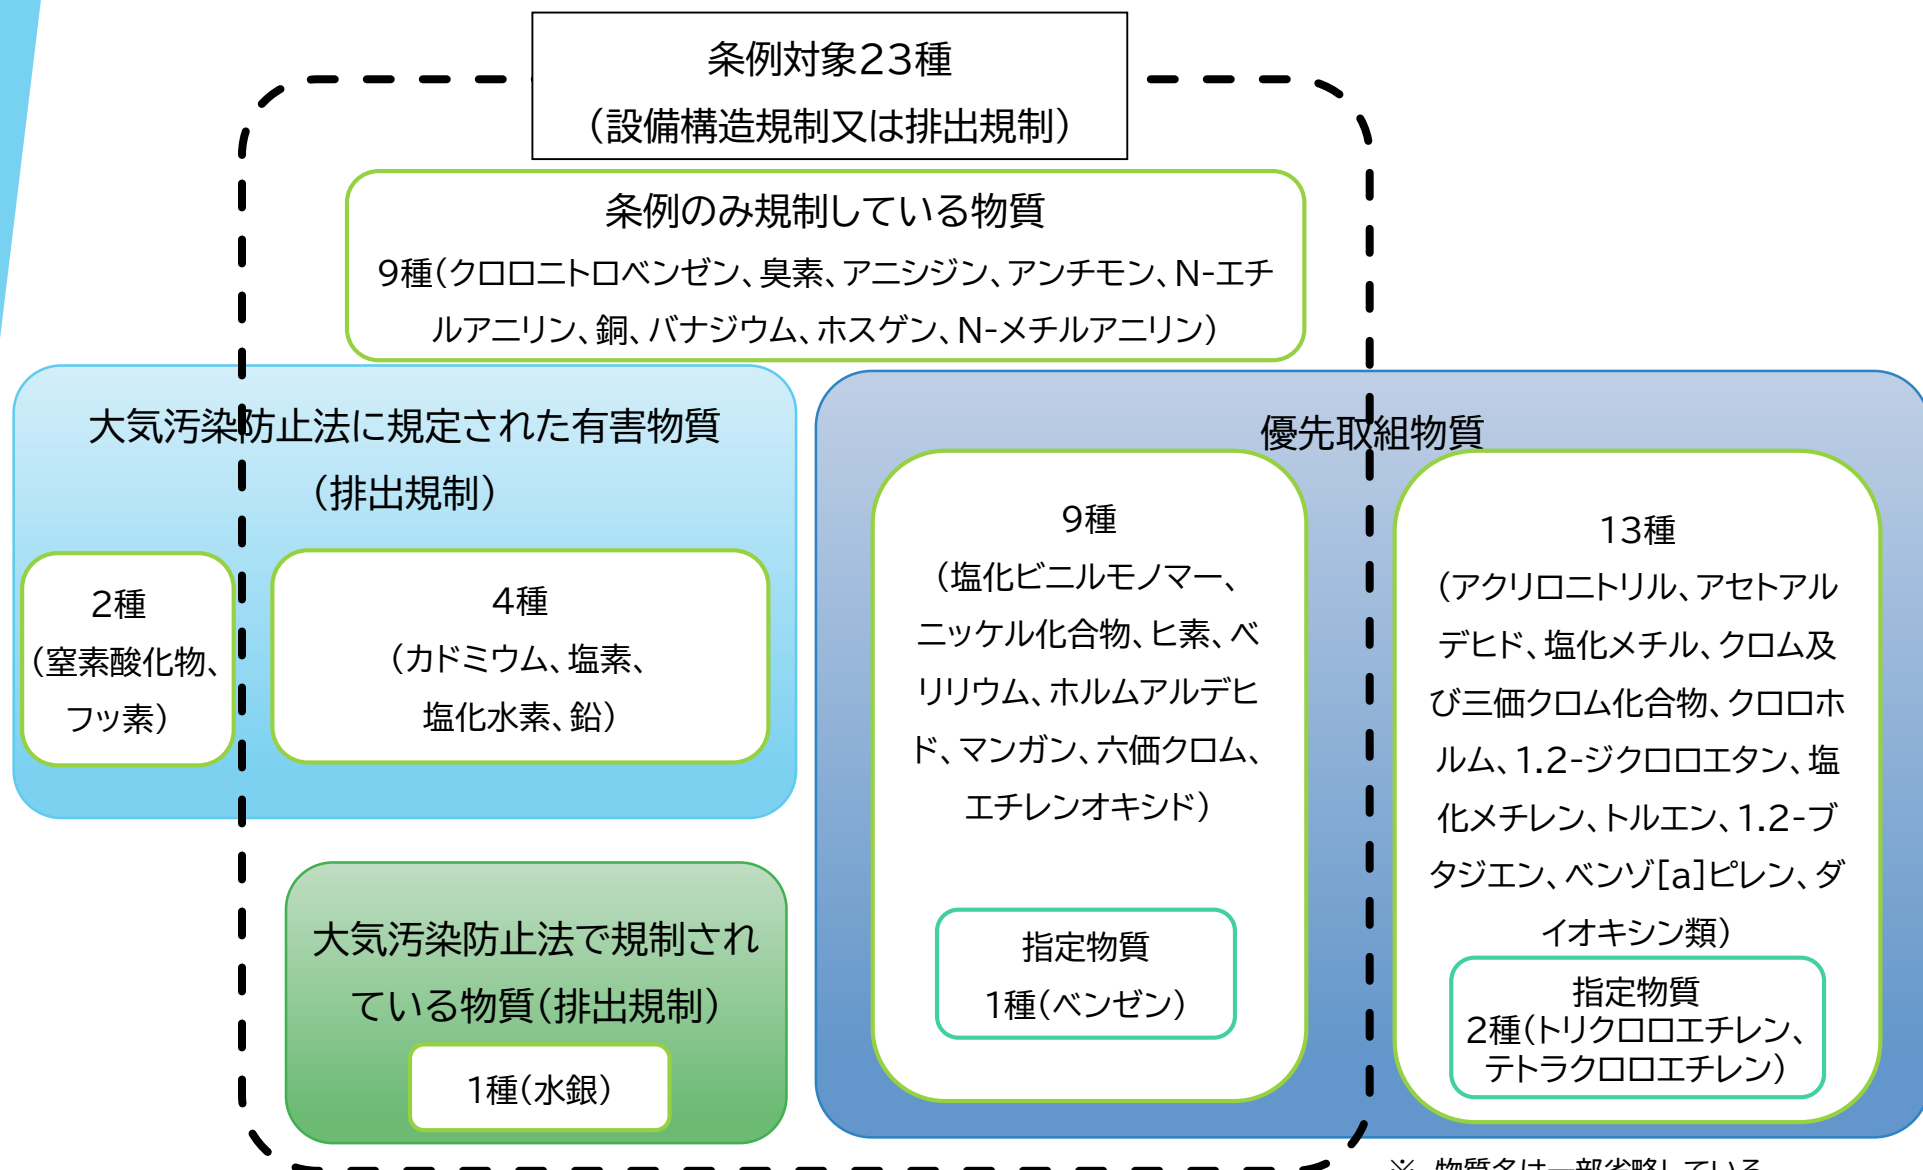 条例対象23種
（設備構造規制又は排出規制）
条例のみ規制している物質
9種（クロロニトロベンゼン、臭素、アニシジン、アンチモン、N-エチ
ルアニリン、銅、バナジウム、ホスゲン、N-メチルアニリン）
大気汚染防止法に規定された有害物質
（排出規制）
2種
（窒素酸化物、
フッ素）
4種
（カドミウム、塩素、
塩化水素、鉛）
大気汚染防止法で規制され
ている物質（排出規制）
1種（水銀）
優先取組物質
9種
（塩化ビニルモノマー、
ニッケル化合物、ヒ素、ベ
リリウム、ホルムアルデヒ
ド、マンガン、六価クロム、
エチレンオキシド）
指定物質
1種（ベンゼン）
13種
（アクリロニトリル、アセトアル
デヒド、塩化メチル、クロム及
び三価クロム化合物、クロロホ
ルム、1.2-ジクロロエタン、塩
化メチレン、トルエン、1.2-ブ
タジエン、ベンゾ[a]ピレン、ダ
イオキシン類）
指定物質
2種（トリクロロエチレン、
テトラクロロエチレン）
※ 物質名は一部省略している